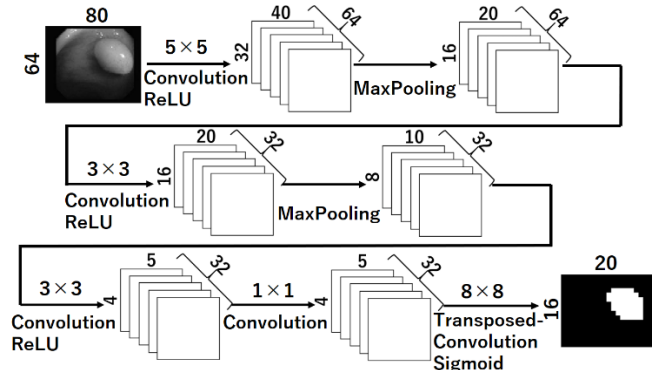 80
64
5×5
Convolution
ReLU
40
64
32
MaxPooling
20
64
16
3×3
Convolution
ReLU
20
32
16
MaxPooling
10
32
8
3×3
Convolution
ReLU
5
32
4
1×1
Convolution
5
32
4
8×8
Transposed-
Convolution
Sigmoid
20
16